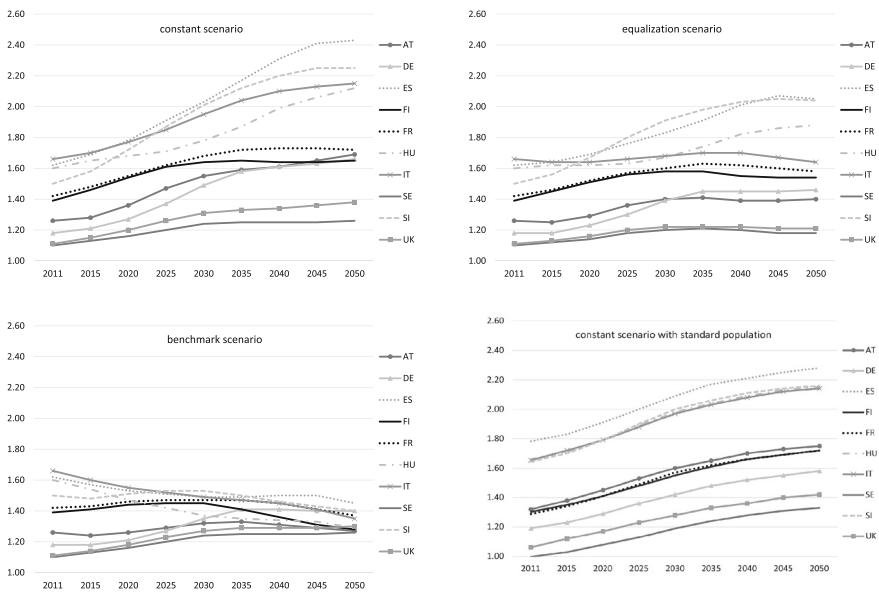 constant scenario
2.60
2.40
2.20
2.00
1.80
1.60
1.40
1.20
1.00
2011 2015 2020 2025 2030 2035 2040 2045 2050
AT
DE
ES
FI
FR
HU
IT
SE
SI
UK
equalization scenario
2.60
2.40
2.20
2.00
1.80
1.60
1.40
1.20
1.00
2011 2015 2020 2025 2030 2035 2040 2045 2050
AT
DE
ES
FI
FR
HU
IT
SE
SI
UK
benchmark scenario
2.60
2.40
2.20
2.00
1.80
1.60
1.40
1.20
1.00
2011 2015 2020 2025 2030 2035 2040 2045 2050
AT
DE
ES
FI
FR
HU
IT
SE
SI
UK
constant scenario with standard population
2.60
2.40
2.20
2.00
1.80
1.60
1.40
1.20
1.00
2011 2015 2020 2025 2030 2035 2040 2045 2050
AT
DE
ES
FI
FR
HU
IT
SE
SI
UK